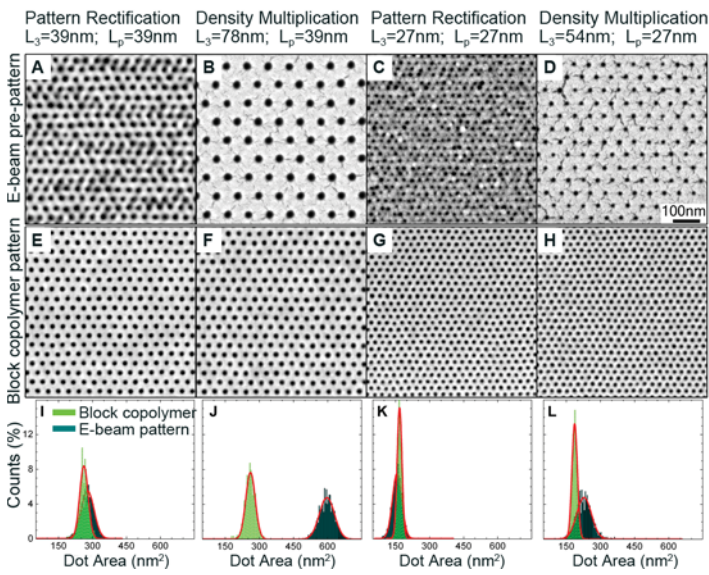 Pattern Rectification Density Multiplication Pattern Rectification Density Multiplication
L₃=39nm; Lₚ=39nm L₃=78nm; Lₚ=39nm L₃=27nm; Lₚ=27nm L₃=54nm; Lₚ=27nm
E-beam pre-pattern
A B C D
100nm
Block copolymer pattern
E F G H
I J K L
Block copolymer
E-beam pattern
Counts (%)
12
8
4
0
150 300 450 600 150 300 450 600 150 300 450 600 150 300 450 600
Dot Area (nm²) Dot Area (nm²) Dot Area (nm²) Dot Area (nm²)